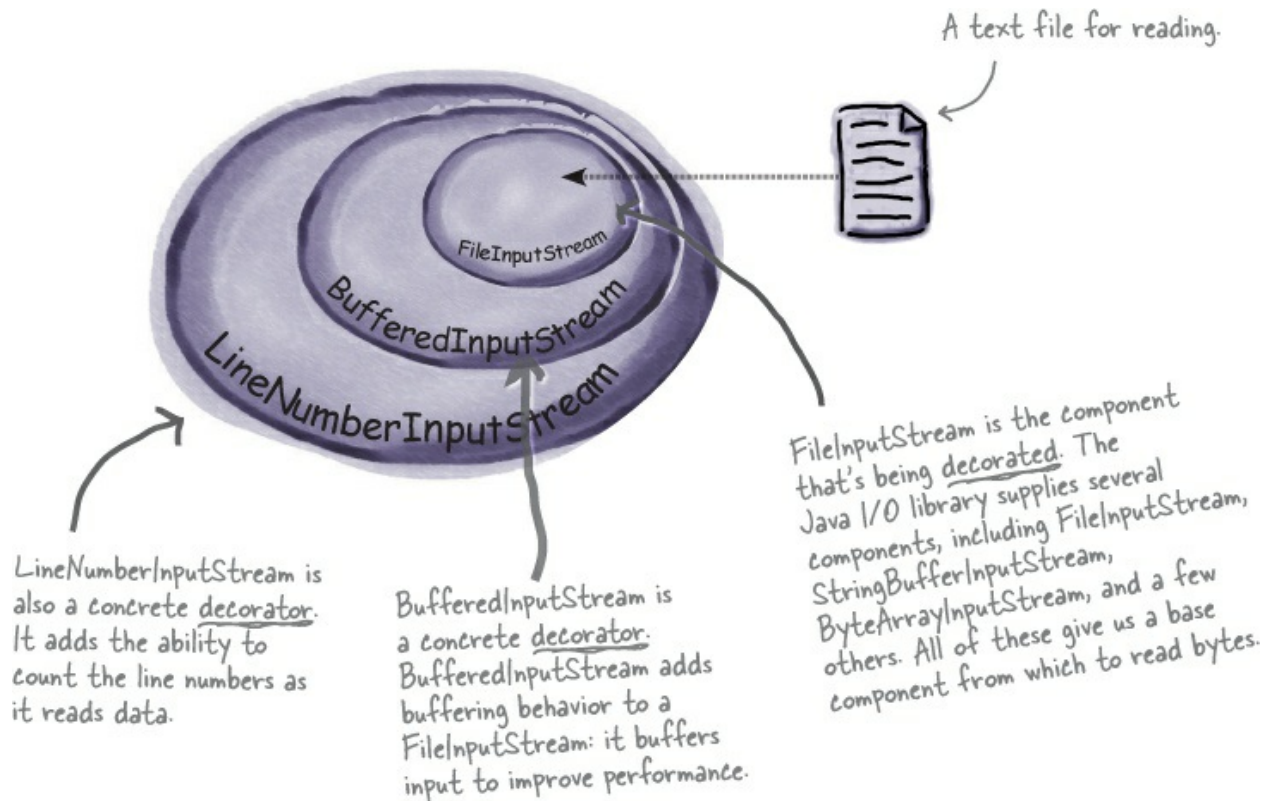 A text file for reading.
FileInputStream
BufferedInputStream
LineNumberInputStream
LineNumberInputStream is
also a concrete decorator.
It adds the ability to
count the line numbers as
it reads data.
BufferedInputStream is
a concrete decorator.
BufferedInputStream adds
buffering behavior to a
FileInputStream: it buffers
input to improve performance.
FileInputStream is the component
that's being decorated. The
Java I/O library supplies several
components, including FileInputStream,
StringBufferInputStream,
ByteArrayInputStream, and a few
others. All of these give us a base
component from which to read bytes.